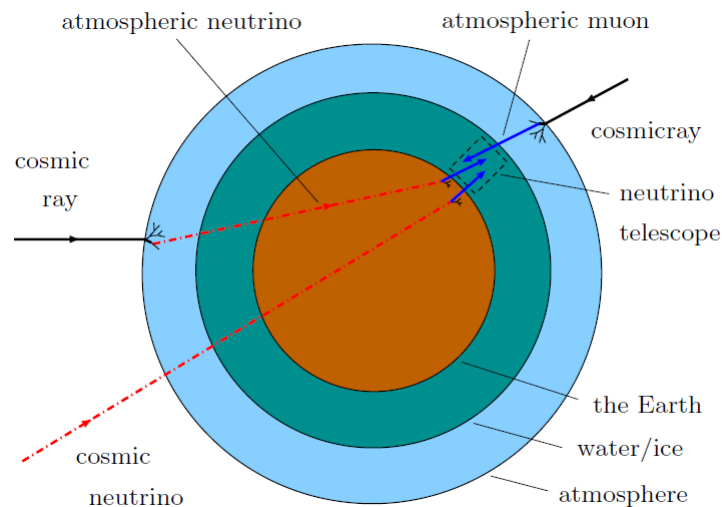 atmospheric neutrino
atmospheric muon
cosmic
ray
cosmicray
neutrino
telescope
the Earth
water/ice
atmosphere
cosmic
neutrino